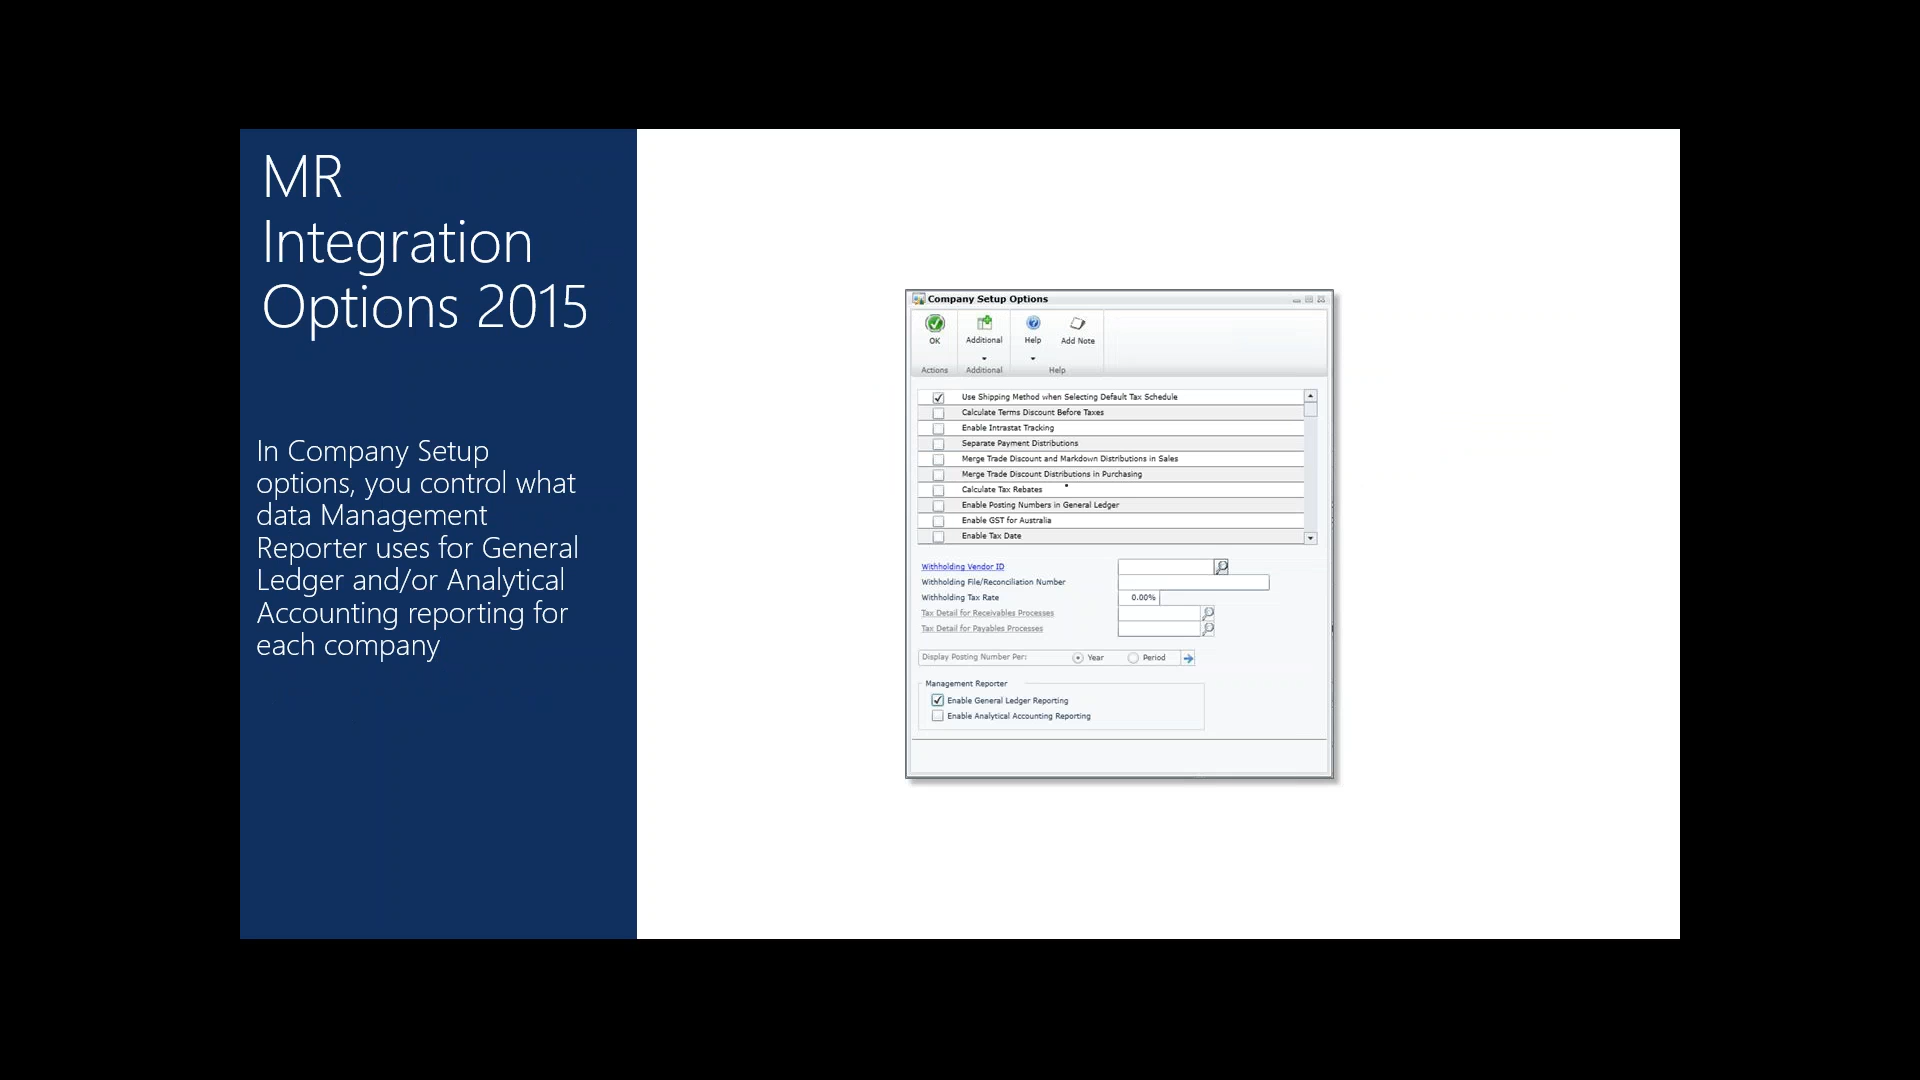 MR
Integration
Options 2015
In Company Setup
options, you control what
data Management
Reporter uses for General
Ledger and/or Analytical
Accounting reporting for
each company
Company Setup Options
OK
Additional
Help
Add Note
Actions
Additional
Help
Use Shipping Method when Selecting Default Tax Schedule
Calculate Terms Discount Before Taxes
Enable Intrastat Tracking
Separate Payment Distributions
Merge Trade Discount and Markdown Distributions in Sales
Merge Trade Discount Distributions in Purchasing
Calculate Tax Rebates
Enable Posting Numbers in General Ledger
Enable GST for Australia
Enable Tax Date
Withholding Vendor ID
Withholding File/Reconciliation Number
Withholding Tax Rate 0.00%
Tax Detail for Receivables Processes
Tax Detail for Payables Processes
Display Posting Number Per: Year Period
Management Reporter
Enable General Ledger Reporting
Enable Analytical Accounting Reporting